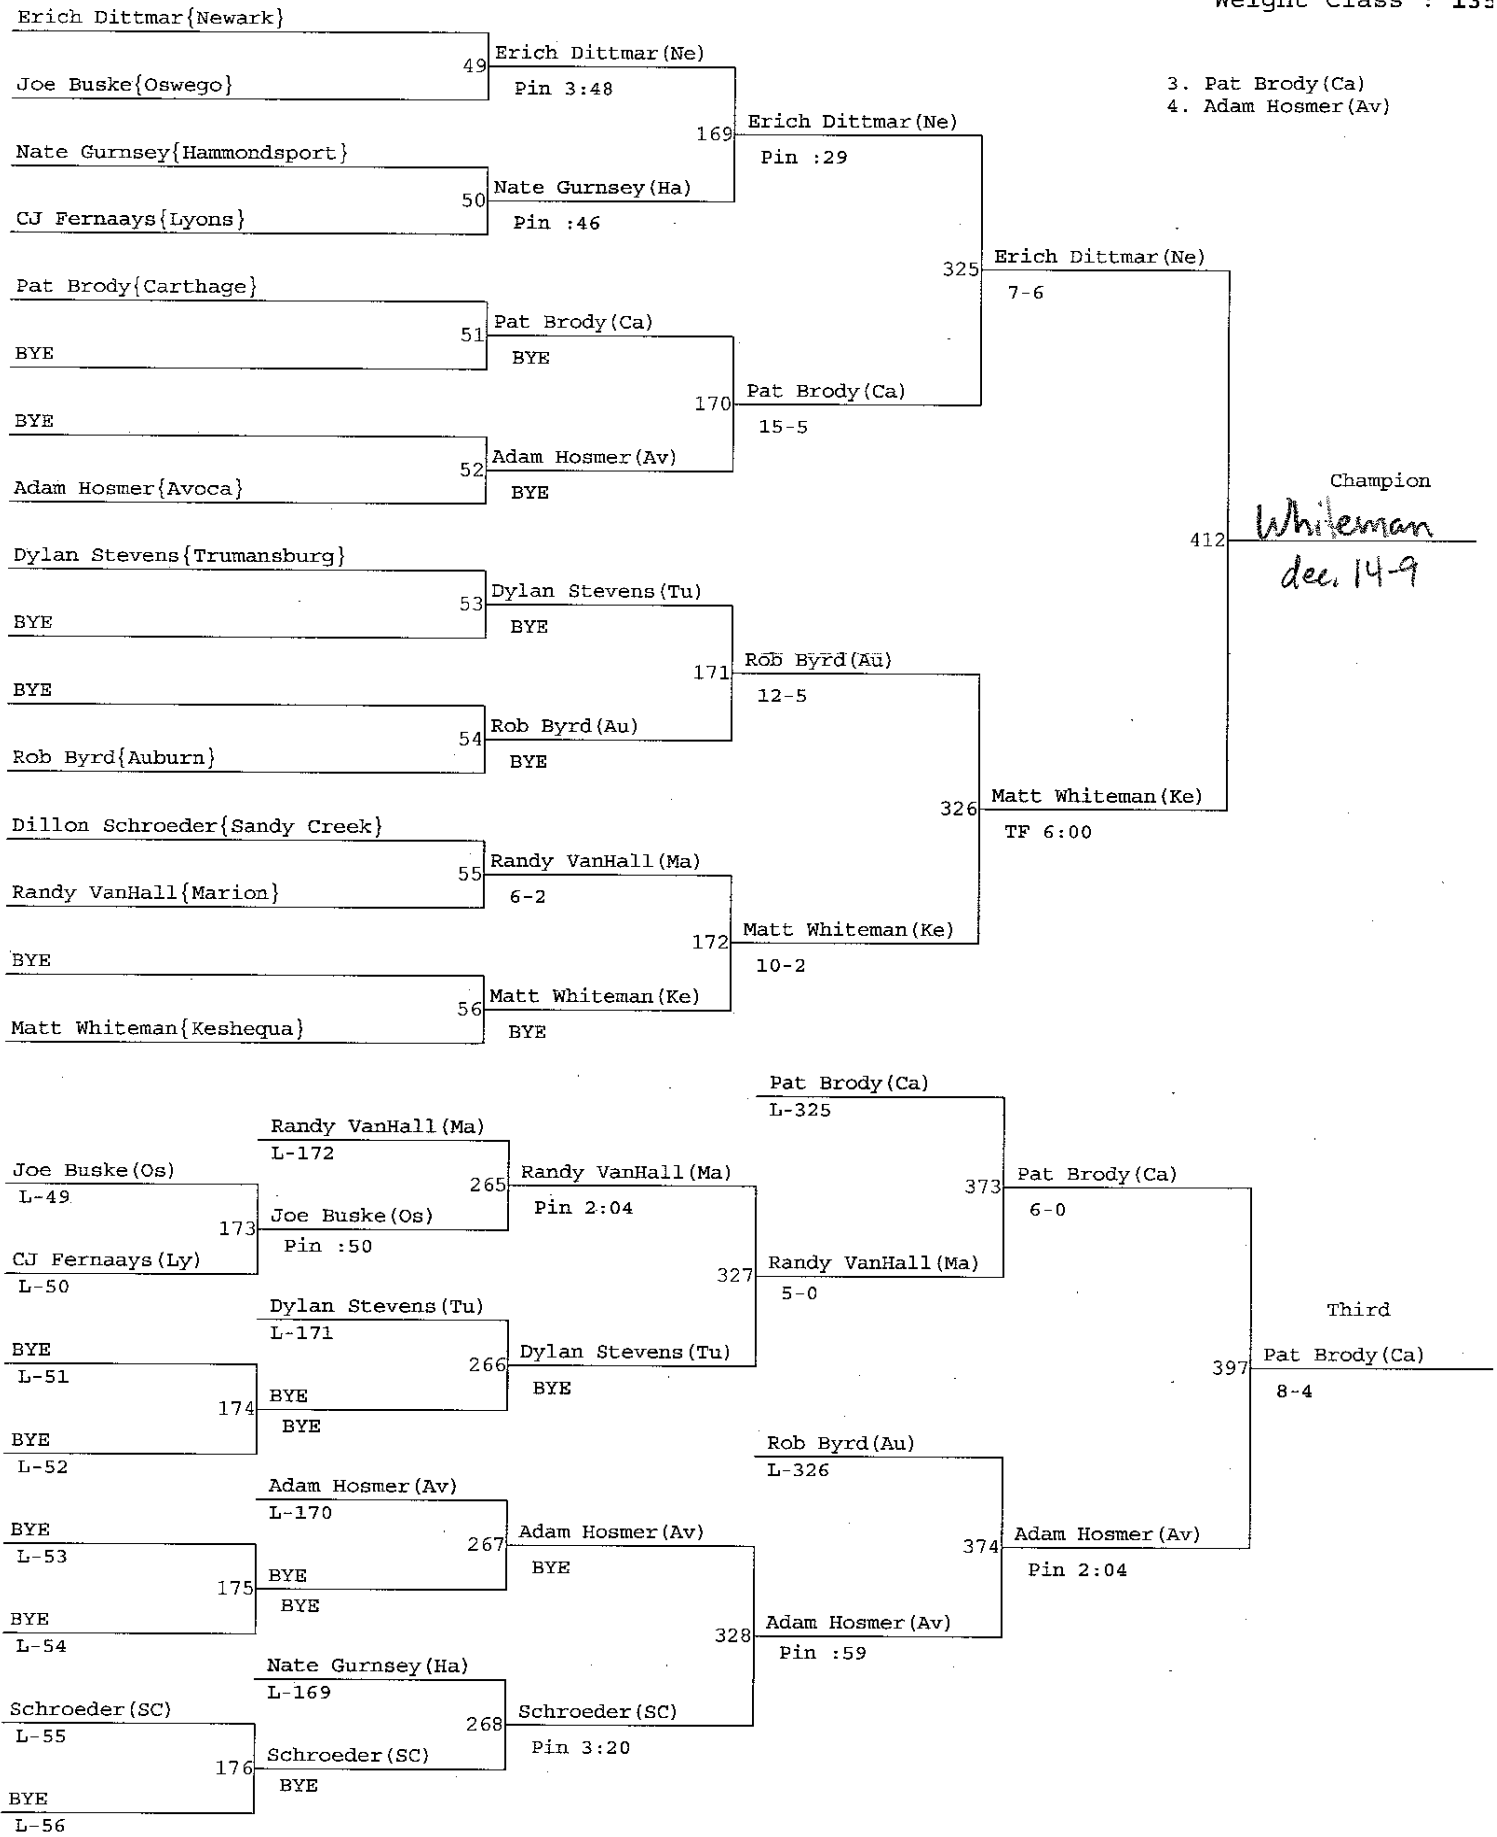 Weight Class : 135
Erich Dittmar{Newark}
49 Erich Dittmar(Ne)
Joe Buske{Oswego}
Pin 3:48
3. Pat Brody(Ca)
4. Adam Hosmer(Av)
169 Erich Dittmar(Ne)
Pin :29
Nate Gurnsey{Hammondsport}
50 Nate Gurnsey(Ha)
CJ Fernaays{Lyons}
Pin :46
325 Erich Dittmar(Ne)
7-6
Pat Brody{Carthage}
51 Pat Brody(Ca)
BYE
BYE
170 Pat Brody(Ca)
15-5
BYE
52 Adam Hosmer(Av)
Adam Hosmer{Avoca}
BYE
Champion
412 Whiteman
dec. 14-9
Dylan Stevens{Trumansburg}
53 Dylan Stevens(Tu)
BYE
BYE
171 Rob Byrd(Au)
12-5
BYE
54 Rob Byrd(Au)
Rob Byrd{Auburn}
BYE
326 Matt Whiteman(Ke)
TF 6:00
Dillon Schroeder{Sandy Creek}
55 Randy VanHall(Ma)
Randy VanHall{Marion}
6-2
172 Matt Whiteman(Ke)
10-2
BYE
56 Matt Whiteman(Ke)
Matt Whiteman{Keshequa}
BYE
Pat Brody(Ca)
L-325
Randy VanHall(Ma)
L-172
Joe Buske(Os)
L-49
265 Randy VanHall(Ma)
Pin 2:04
373 Pat Brody(Ca)
6-0
173 Joe Buske(Os)
Pin :50
CJ Fernaays(Ly)
L-50
327 Randy VanHall(Ma)
5-0
Dylan Stevens(Tu)
L-171
Third
BYE
L-51
266 Dylan Stevens(Tu)
BYE
397 Pat Brody(Ca)
8-4
174 BYE
BYE
BYE
L-52
Rob Byrd(Au)
L-326
Adam Hosmer(Av)
L-170
BYE
L-53
267 Adam Hosmer(Av)
BYE
374 Adam Hosmer(Av)
Pin 2:04
175 BYE
BYE
BYE
L-54
328 Adam Hosmer(Av)
Pin :59
Nate Gurnsey(Ha)
L-169
Schroeder(SC)
L-55
268 Schroeder(SC)
Pin 3:20
176 Schroeder(SC)
BYE
BYE
L-56